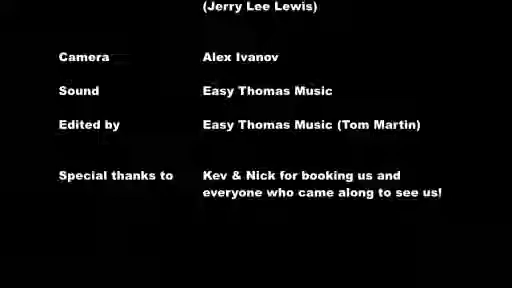 (Jerry Lee Lewis)
Camera Alex Ivanov
Sound Easy Thomas Music
Edited by Easy Thomas Music (Tom Martin)
Special thanks to Kev & Nick for booking us and
everyone who came along to see us!